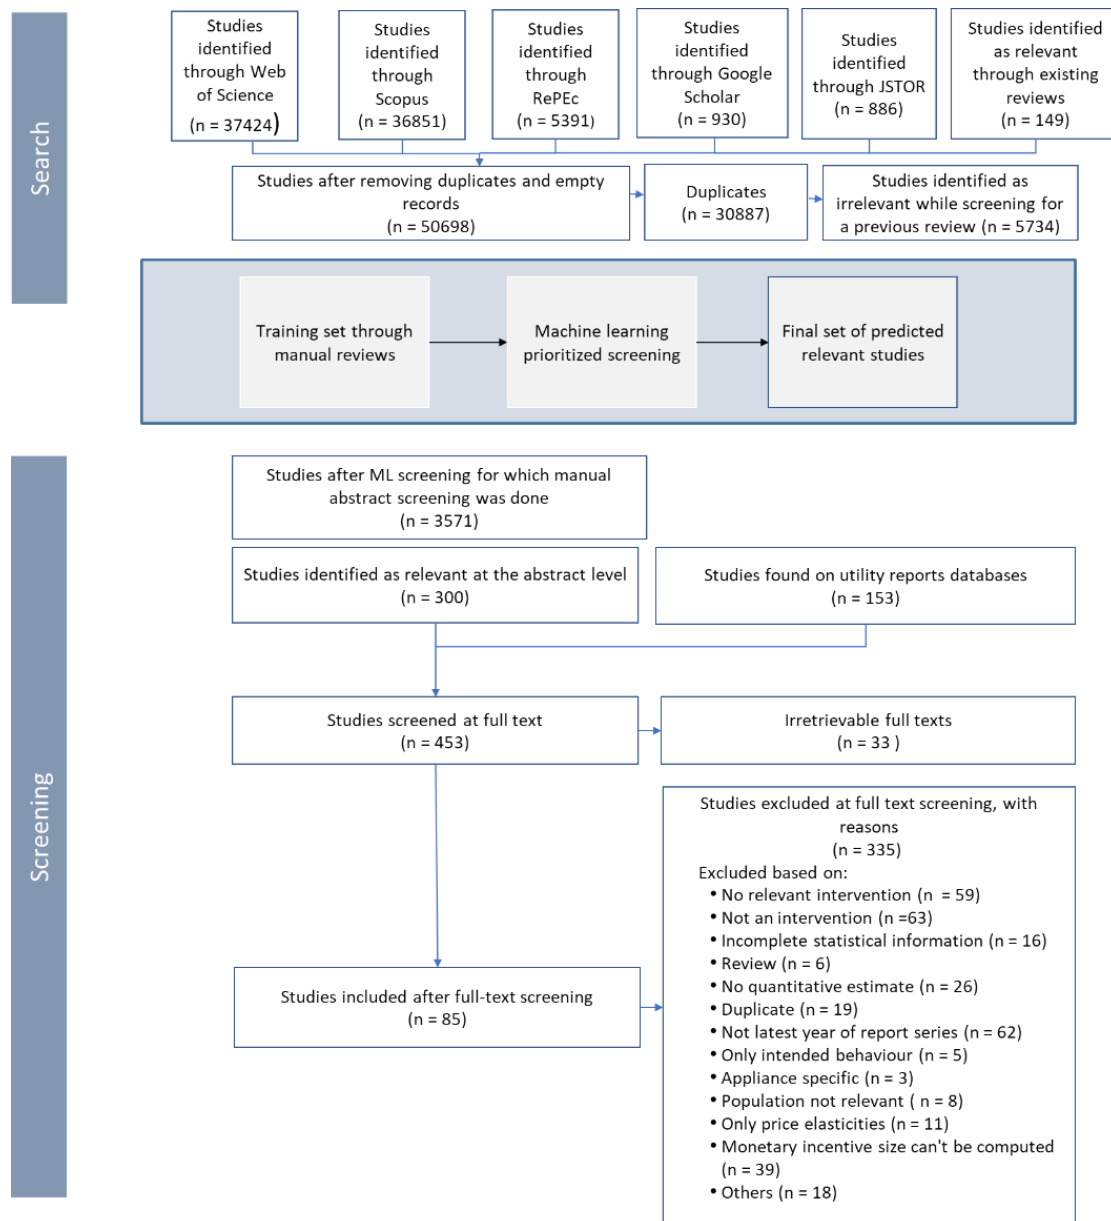 Search
Studies
identified
through Web
of Science
(n = 37424)
Studies
identified
through
Scopus
(n = 36851)
Studies
identified
through
RePEc
(n = 5391)
Studies
identified
through Google
Scholar
(n = 930)
Studies
identified
through JSTOR
(n = 886)
Studies identified
as relevant
through existing
reviews
(n = 149)
Studies after removing duplicates and empty
records
(n = 50698)
Duplicates
(n = 30887)
Studies identified as
irrelevant while screening for
a previous review (n = 5734)
Training set through
manual reviews
Machine learning
prioritized screening
Final set of predicted
relevant studies
Screening
Studies after ML screening for which manual
abstract screening was done
(n = 3571)
Studies identified as relevant at the abstract level
(n = 300)
Studies found on utility reports databases
(n = 153)
Studies screened at full text
(n = 453)
Irretrievable full texts
(n = 33 )
Studies included after full-text screening
(n = 85)
Studies excluded at full text screening, with
reasons
(n = 335)
Excluded based on:
• No relevant intervention (n  = 59)
• Not an intervention (n =63)
• Incomplete statistical information (n = 16)
• Review (n = 6)
• No quantitative estimate (n = 26)
• Duplicate (n = 19)
• Not latest year of report series (n = 62)
• Only intended behaviour (n = 5)
• Appliance specific (n = 3)
• Population not relevant ( n = 8)
• Only price elasticities (n = 11)
• Monetary incentive size can't be computed
(n = 39)
• Others (n = 18)